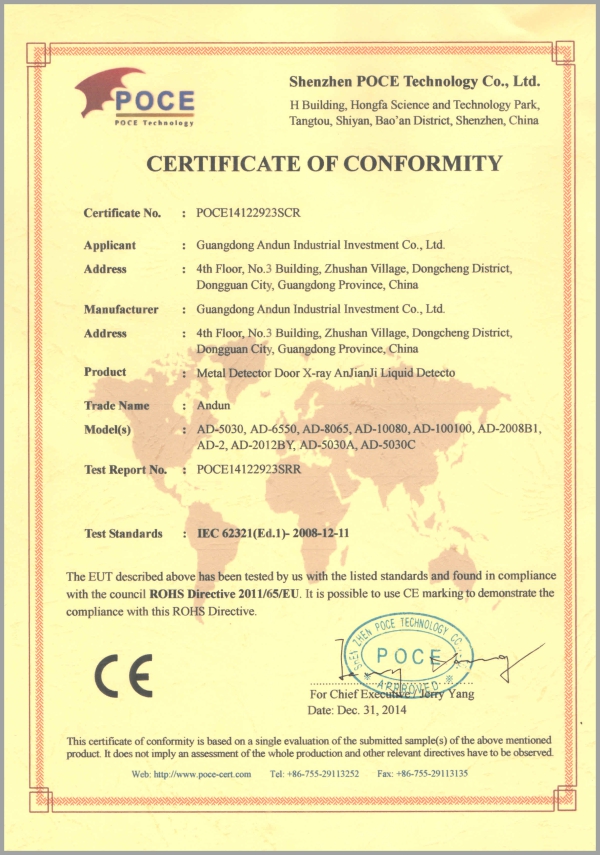 POCE
POCE Technology
Shenzhen POCE Technology Co., Ltd.
H Building, Hongfa Science and Technology Park,
Tangtou, Shiyan, Bao'an District, Shenzhen, China
CERTIFICATE OF CONFORMITY
Certificate No. : POCE14122923SCR
Applicant : Guangdong Andun Industrial Investment Co., Ltd.
Address : 4th Floor, No.3 Building, Zhushan Village, Dongcheng District,
Dongguan City, Guangdong Province, China
Manufacturer : Guangdong Andun Industrial Investment Co., Ltd.
Address : 4th Floor, No.3 Building, Zhushan Village, Dongcheng District,
Dongguan City, Guangdong Province, China
Product : Metal Detector Door X-ray AnJianJi Liquid Detecto
Trade Name : Andun
Model(s) : AD-5030, AD-6550, AD-8065, AD-10080, AD-100100, AD-2008B1,
AD-2, AD-2012BY, AD-5030A, AD-5030C
Test Report No. : POCE14122923SRR
Test Standards : IEC 62321(Ed.1)- 2008-12-11
The EUT described above has been tested by us with the listed standards and found in compliance
with the council ROHS Directive 2011/65/EU. It is possible to use CE marking to demonstrate the
compliance with this ROHS Directive.
CE
SHEN ZHEN POCE TECHNOLOGY CO
POCE
APPROVED
For Chief Executive / Jerry Yang
Date: Dec. 31, 2014
This certificate of conformity is based on a single evaluation of the submitted sample(s) of the above mentioned
product. It does not imply an assessment of the whole production and other relevant directives have to be observed.
Web: http://www.poce-cert.com Tel: +86-755-29113252 Fax: +86-755-29113135